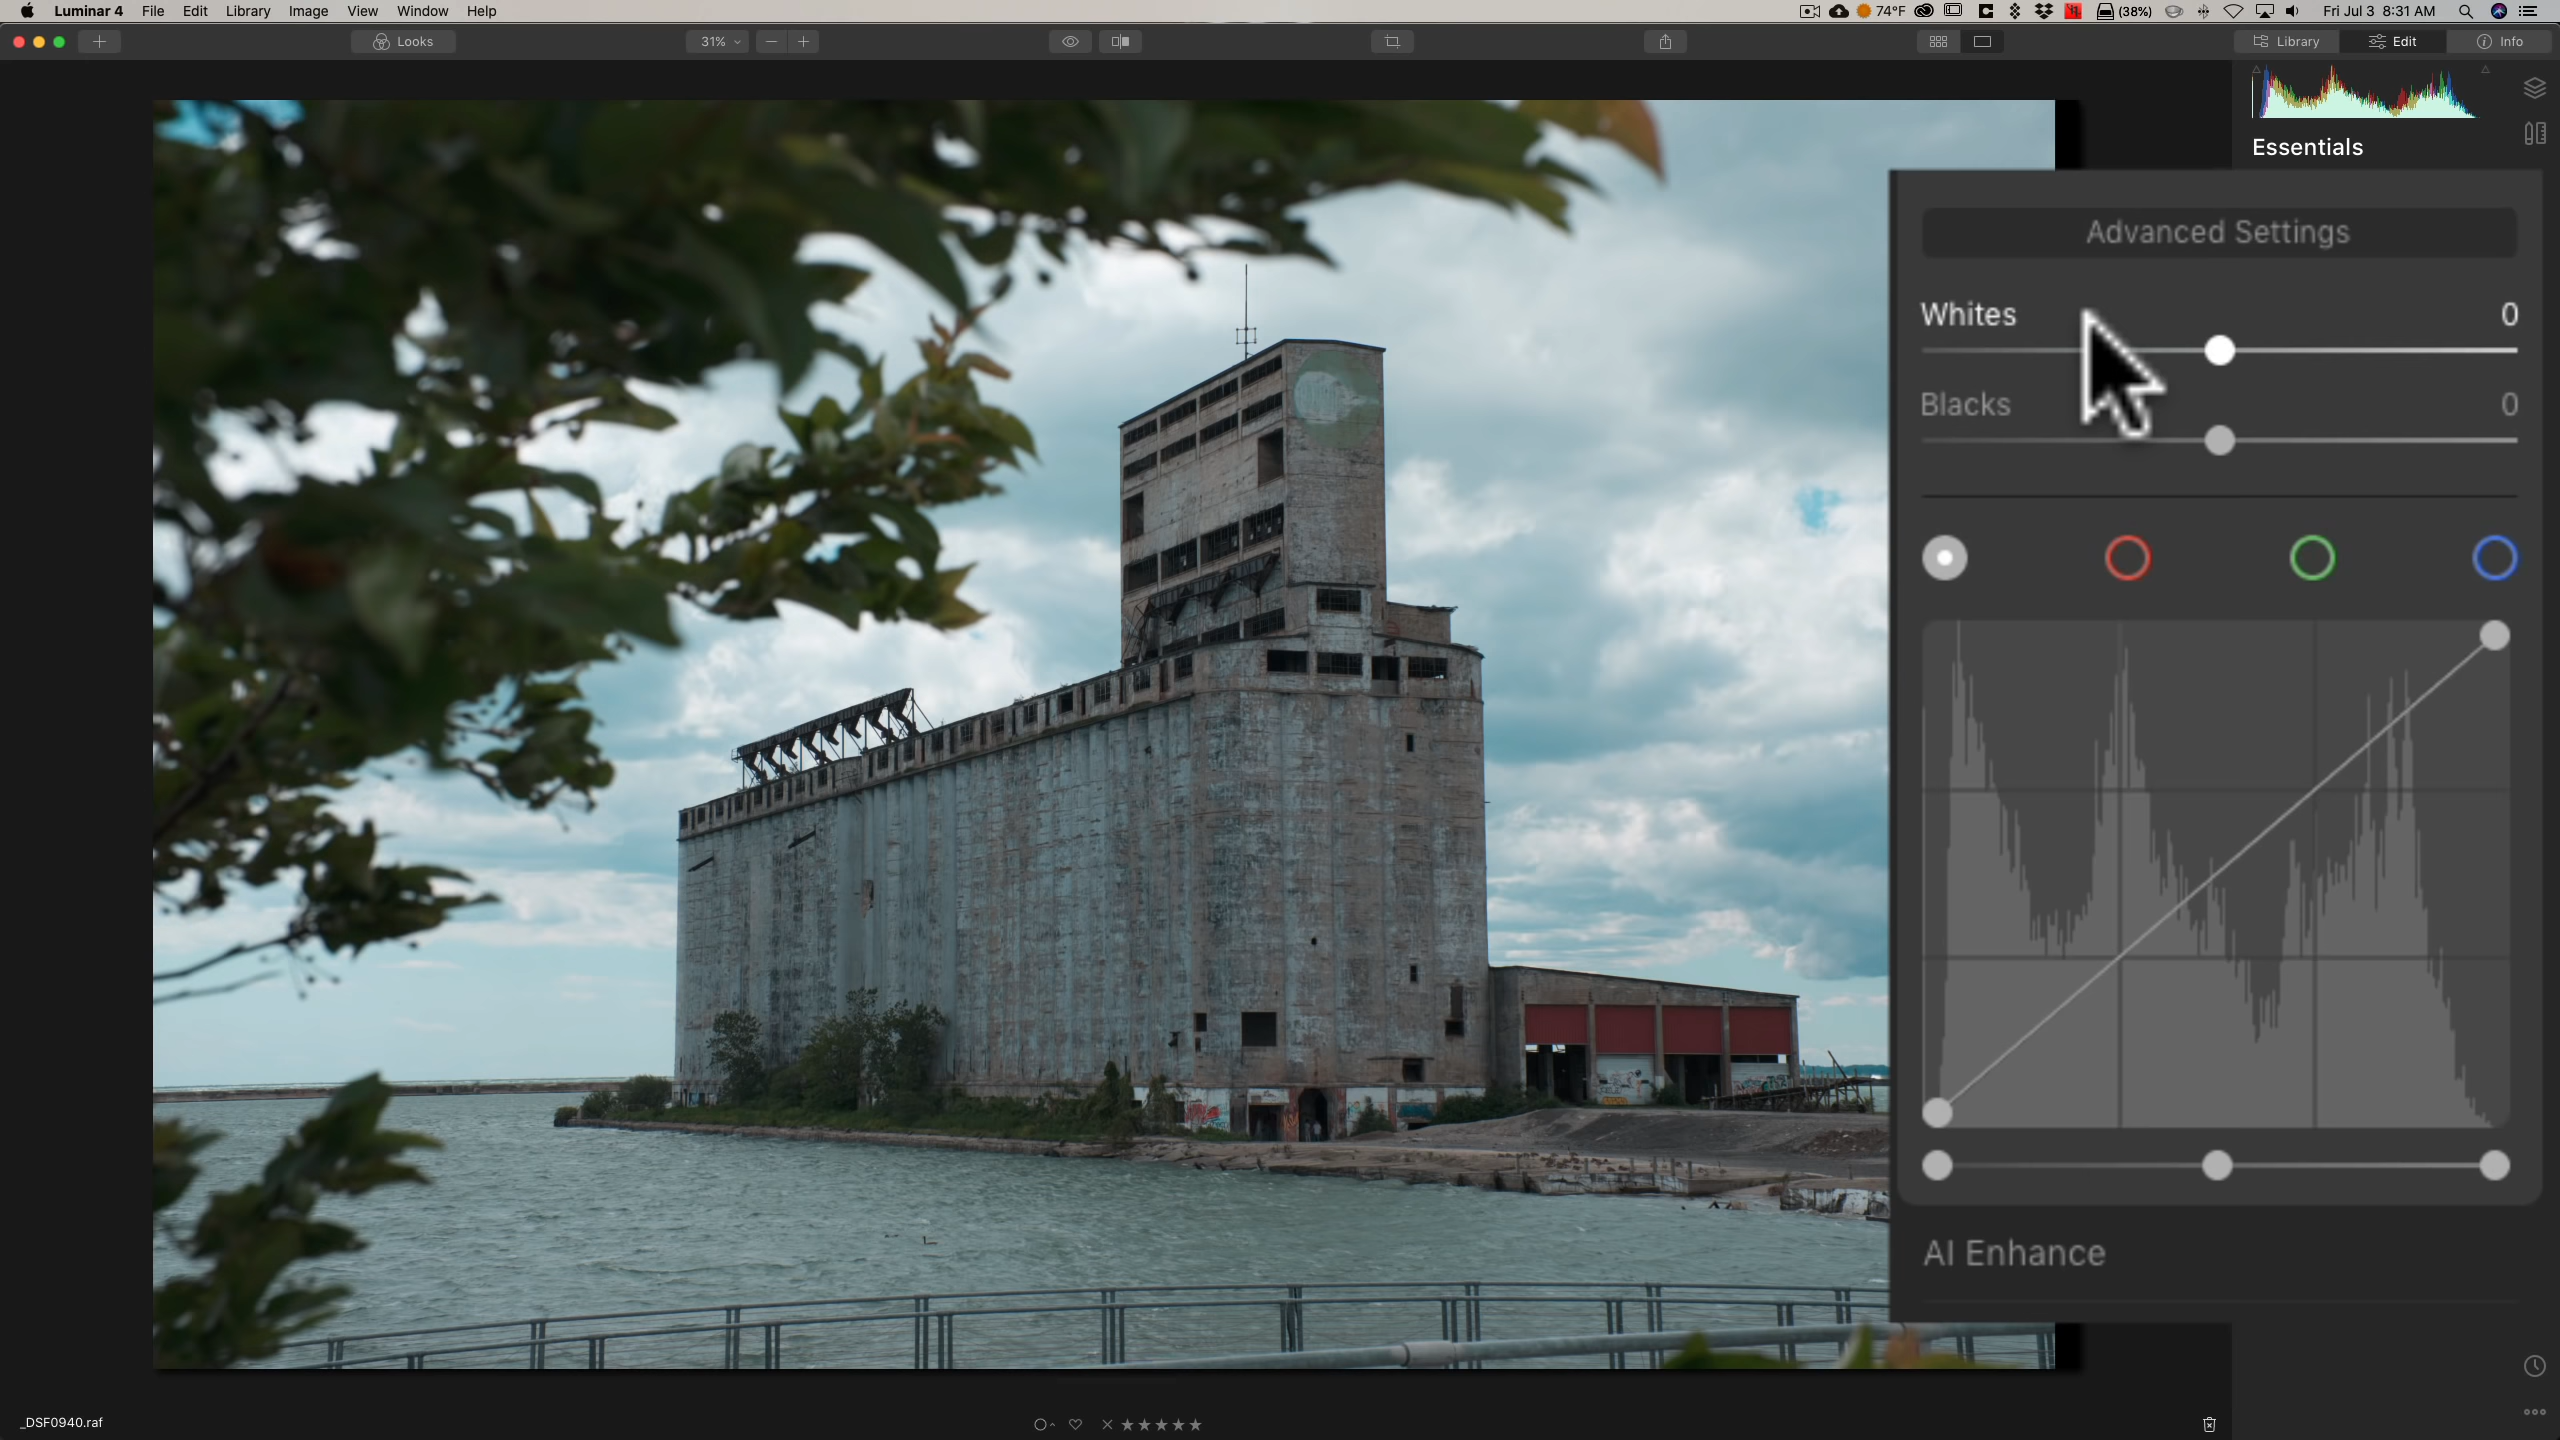 Luminar 4 File Edit Library Image View Window Help 74°F (38%) Fri Jul 3 8:31 AM
Looks 31% Library Edit Info
Essentials
Advanced Settings
Whites 0
Blacks 0
AI Enhance
_DSF0940.raf